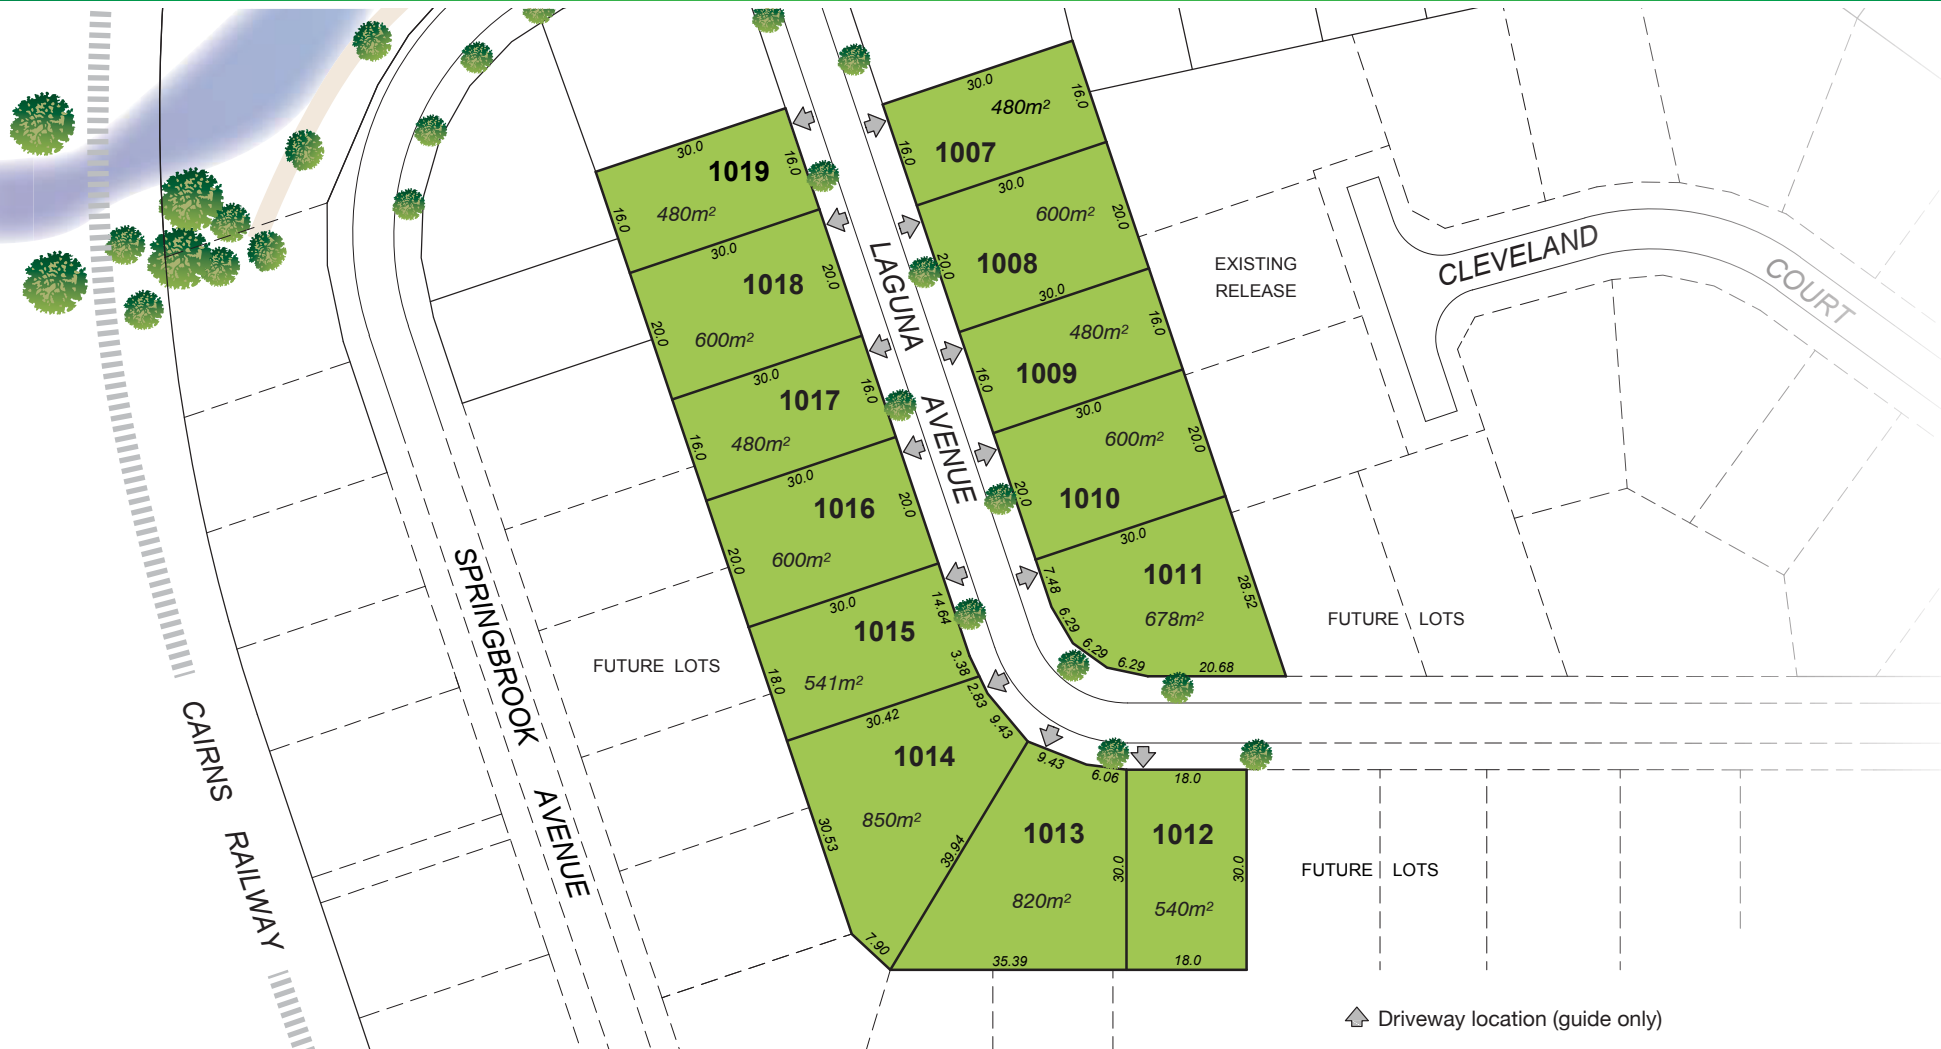 30.0
480m²
16.0
16.0
1007
30.0
600m²
20.0
20.0
1008
30.0
480m²
16.0
16.0
1009
30.0
600m²
20.0
20.0
1010
30.0
1011
678m²
7.48
6.29
6.29
6.29
20.68
28.52
30.0
1019
16.0
480m²
16.0
30.0
1018
20.0
600m²
20.0
30.0
1017
16.0
480m²
16.0
30.0
1016
20.0
600m²
20.0
30.0
1015
14.64
3.38
541m²
18.0
30.42
2.83
9.43
1014
850m²
30.53
7.90
39.94
9.43
6.06
1013
820m²
30.0
35.39
18.0
1012
540m²
30.0
18.0
LAGUNA
AVENUE
SPRINGBROOK
AVENUE
CAIRNS
RAILWAY
CLEVELAND
COURT
EXISTING
RELEASE
FUTURE LOTS
FUTURE LOTS
FUTURE LOTS
Driveway location (guide only)